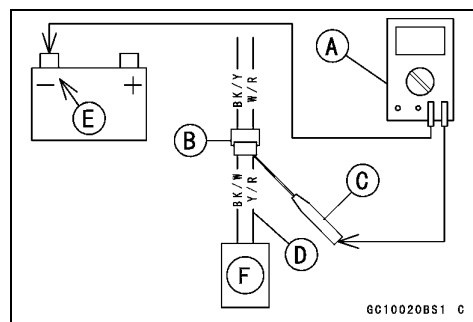 A
BK/Y
W/R
B
− +
E
C
BK/W
Y/R
D
F
GC10020BS1 C